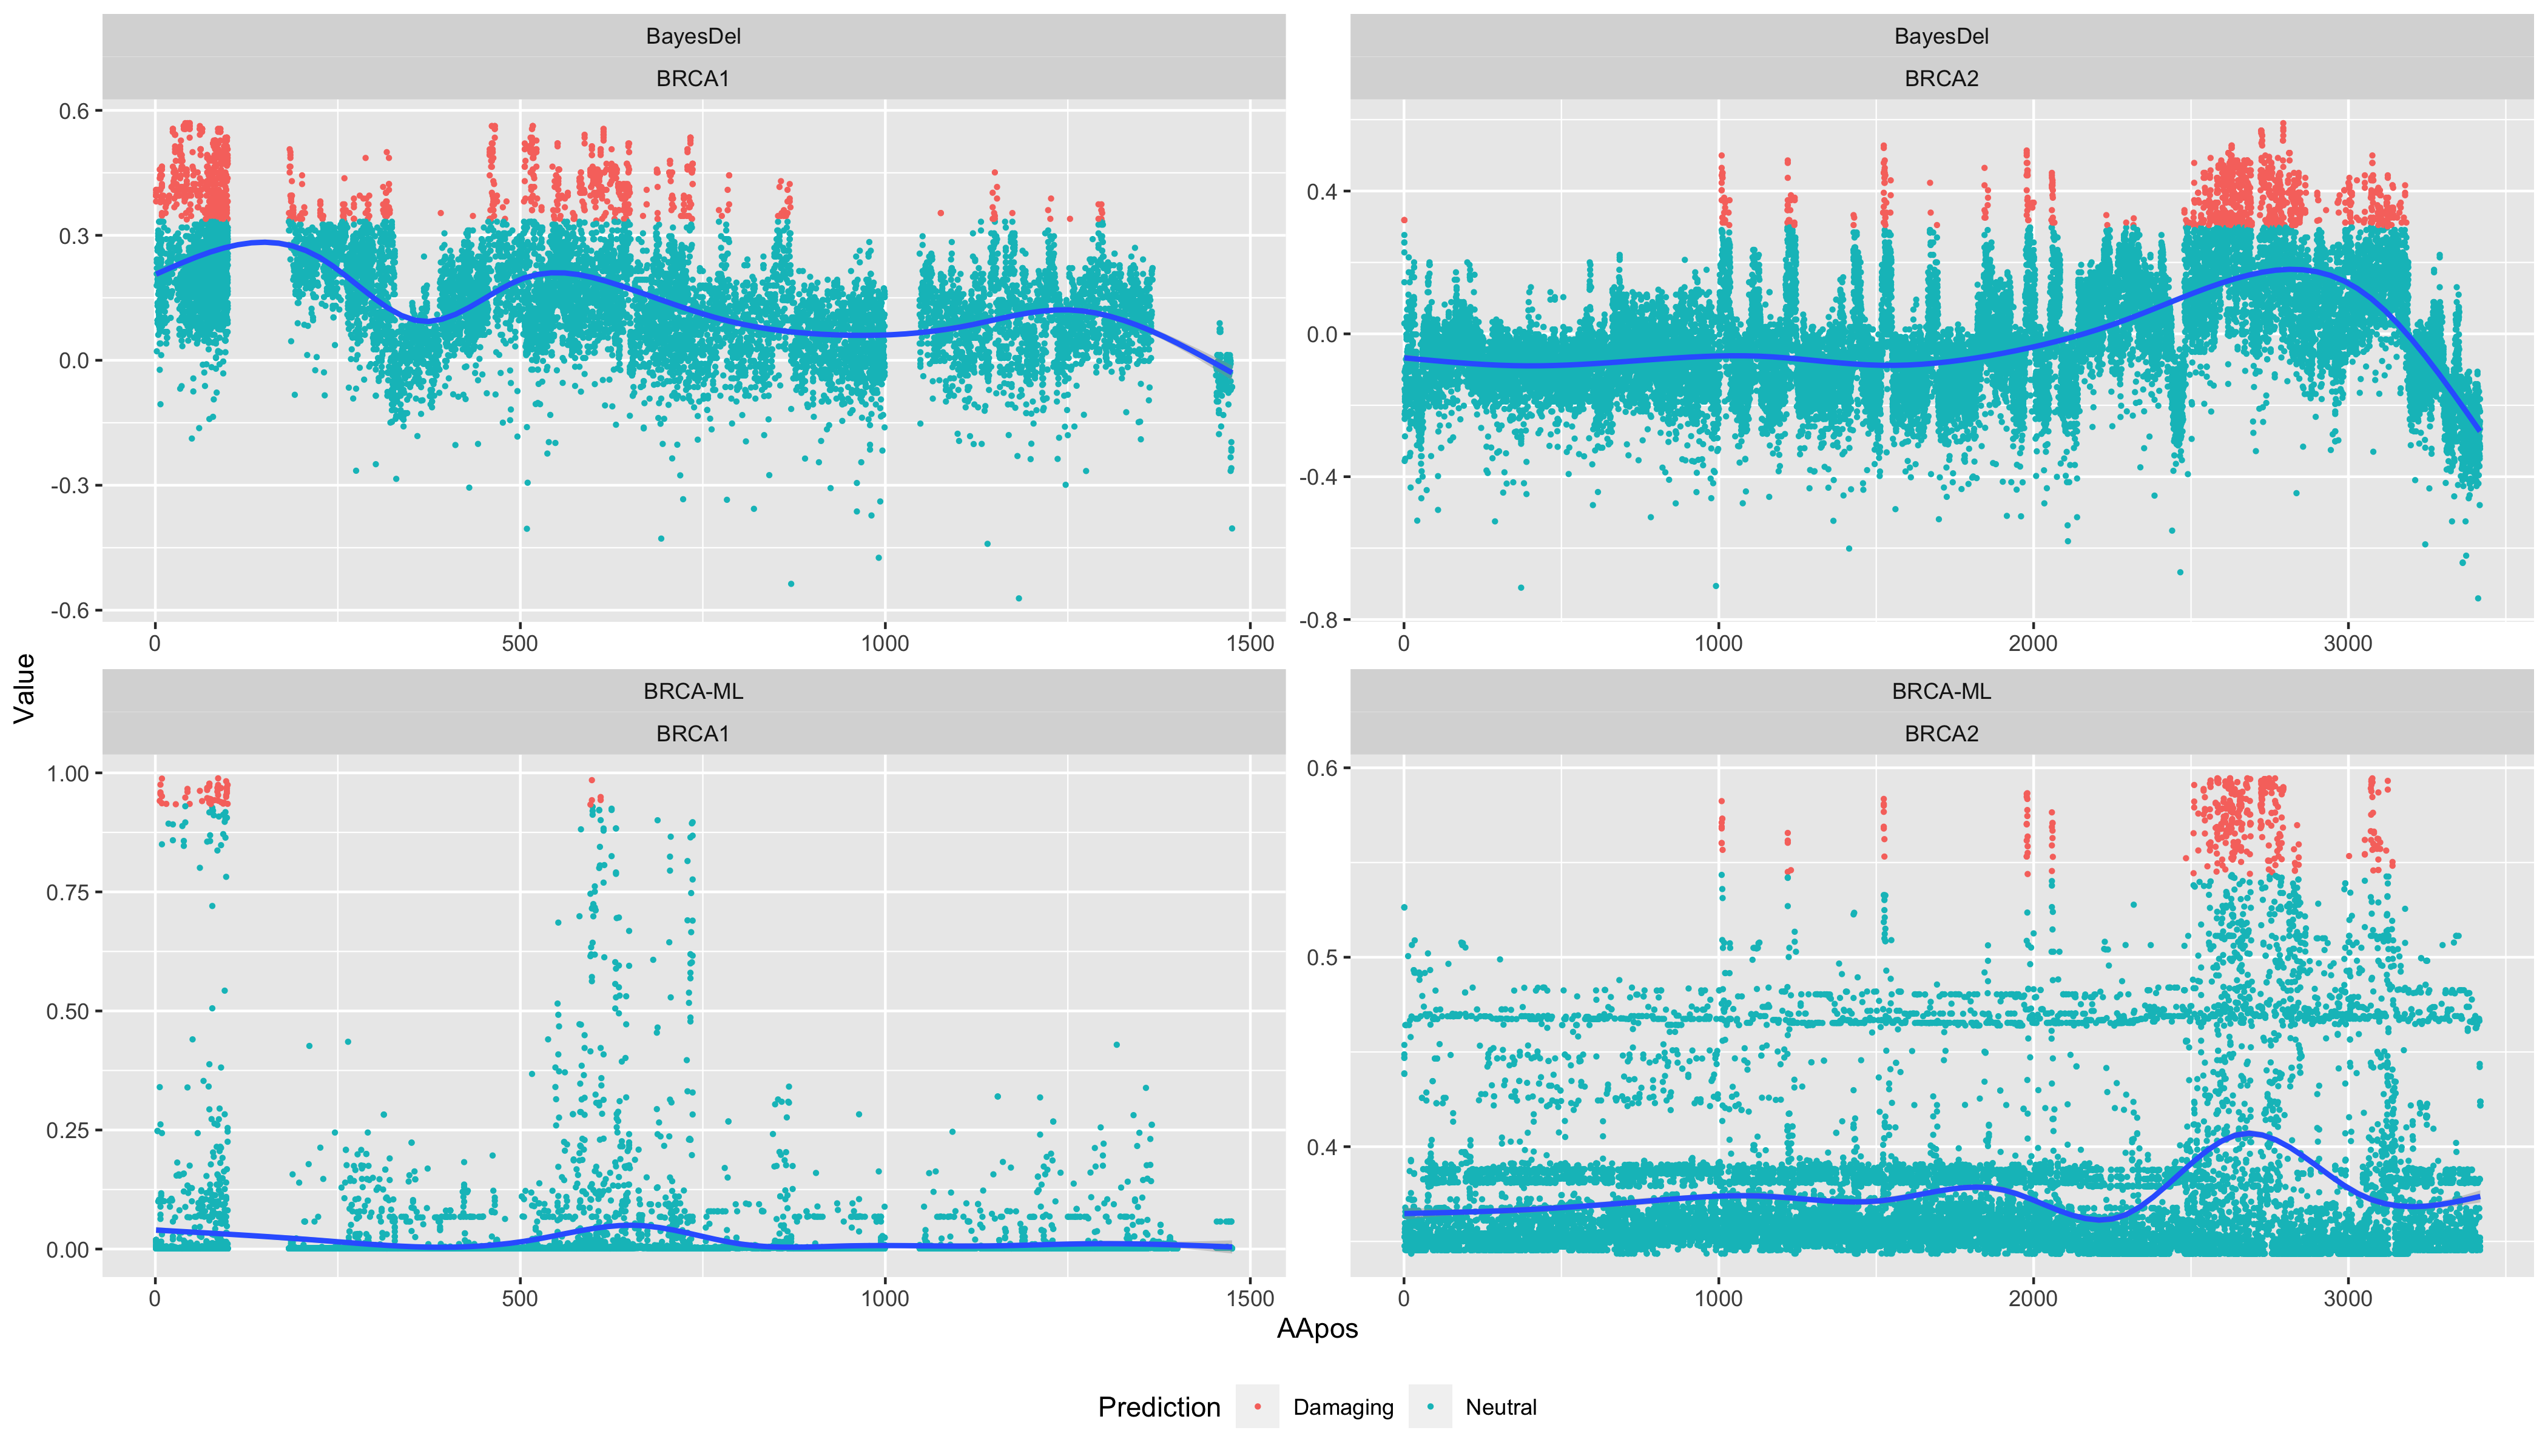 BayesDel
BRCA1
0.6
0.3
0.0
-0.3
-0.6
0 500 1000 1500
BayesDel
BRCA2
0.4
0.0
-0.4
-0.8
0 1000 2000 3000
Value
BRCA-ML
BRCA1
1.00
0.75
0.50
0.25
0.00
0 500 1000 1500
BRCA-ML
BRCA2
0.6
0.5
0.4
0 1000 2000 3000
AApos
Prediction Damaging Neutral